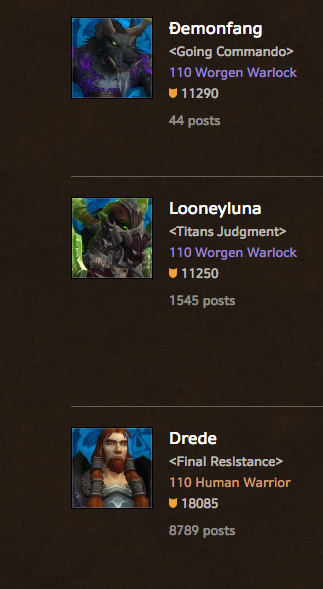 Ðemonfang
<Going Commando>
110 Worgen Warlock
11290
44 posts
Looneyluna
<Titans Judgment>
110 Worgen Warlock
11250
1545 posts
Drede
<Final Resistance>
110 Human Warrior
18085
8789 posts